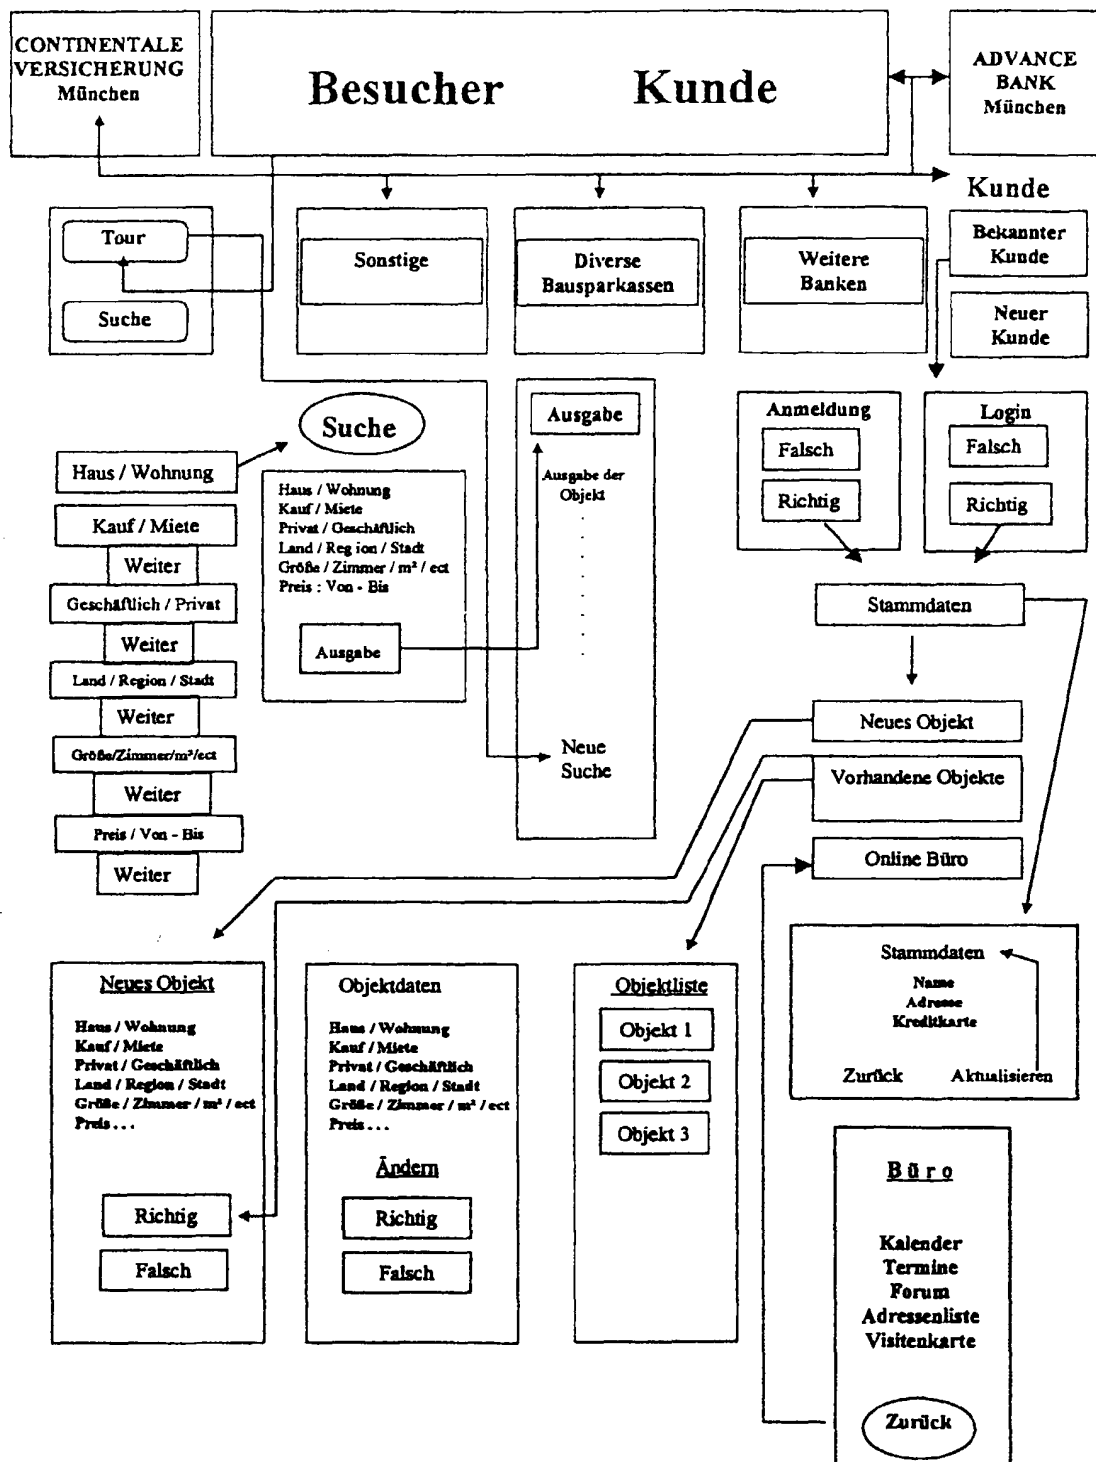 CONTINENTALE
VERSICHERUNG
München
Besucher Kunde
ADVANCE
BANK
München
Kunde
Tour
Suche
Sonstige
Diverse
Bausparkassen
Weitere
Banken
Bekannter
Kunde
Neuer
Kunde
Suche
Haus / Wohnung
Kauf / Miete
Weiter
Geschäftlich / Privat
Weiter
Land / Region / Stadt
Weiter
Größe/Zimmer/m²/ect
Weiter
Preis / Von - Bis
Weiter
Haus / Wohnung
Kauf / Miete
Privat / Geschäftlich
Land / Region / Stadt
Größe / Zimmer / m² / ect
Preis : Von - Bis
Ausgabe
Ausgabe
Ausgabe der
Objekt
Neue
Suche
Anmeldung
Falsch
Richtig
Login
Falsch
Richtig
Stammdaten
Neues Objekt
Vorhandene Objekte
Online Büro
Neues Objekt
Haus / Wohnung
Kauf / Miete
Privat / Geschäftlich
Land / Region / Stadt
Größe / Zimmer / m² / ect
Preis . . .
Richtig
Falsch
Objektdaten
Haus / Wohnung
Kauf / Miete
Privat / Geschäftlich
Land / Region / Stadt
Größe / Zimmer / m² / ect
Preis . . .
Ändern
Richtig
Falsch
Objektliste
Objekt 1
Objekt 2
Objekt 3
Stammdaten
Name
Adresse
Kreditkarte
Zurück Aktualisieren
Büro
Kalender
Termine
Forum
Adressenliste
Visitenkarte
Zurück